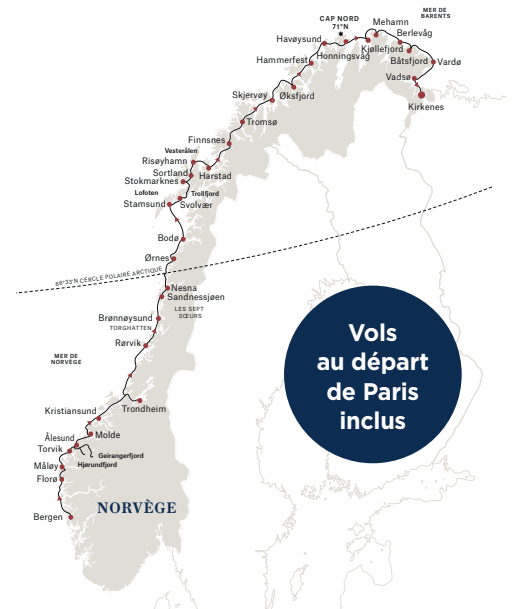 MER DE
BARENTS
CAP NORD
71°N
Mehamn
Berlevåg
Havøysund
Kjøllefjord
Honningsvåg
Hammerfest
Båtsfjord
Vardø
Vadsø
Kirkenes
Skjervøy
Øksfjord
Tromsø
Finnsnes
Vesterålen
Risøyhamn
Harstad
Sortland
Stokmarknes
Lofoten
Trollfjord
Stamsund
Svolvær
Bodø
Ørnes
66°33'N CERCLE POLAIRE ARCTIQUE
Nesna
Sandnessjøen
LES SEPT
SŒURS
Brønnøysund
TORGHATTEN
Rørvik
MER DE
NORVÈGE
Vols
au départ
de Paris
inclus
Trondheim
Kristiansund
Molde
Ålesund
Torvik
Geirangerfjord
Hjørundfjord
Måløy
Florø
NORVÈGE
Bergen